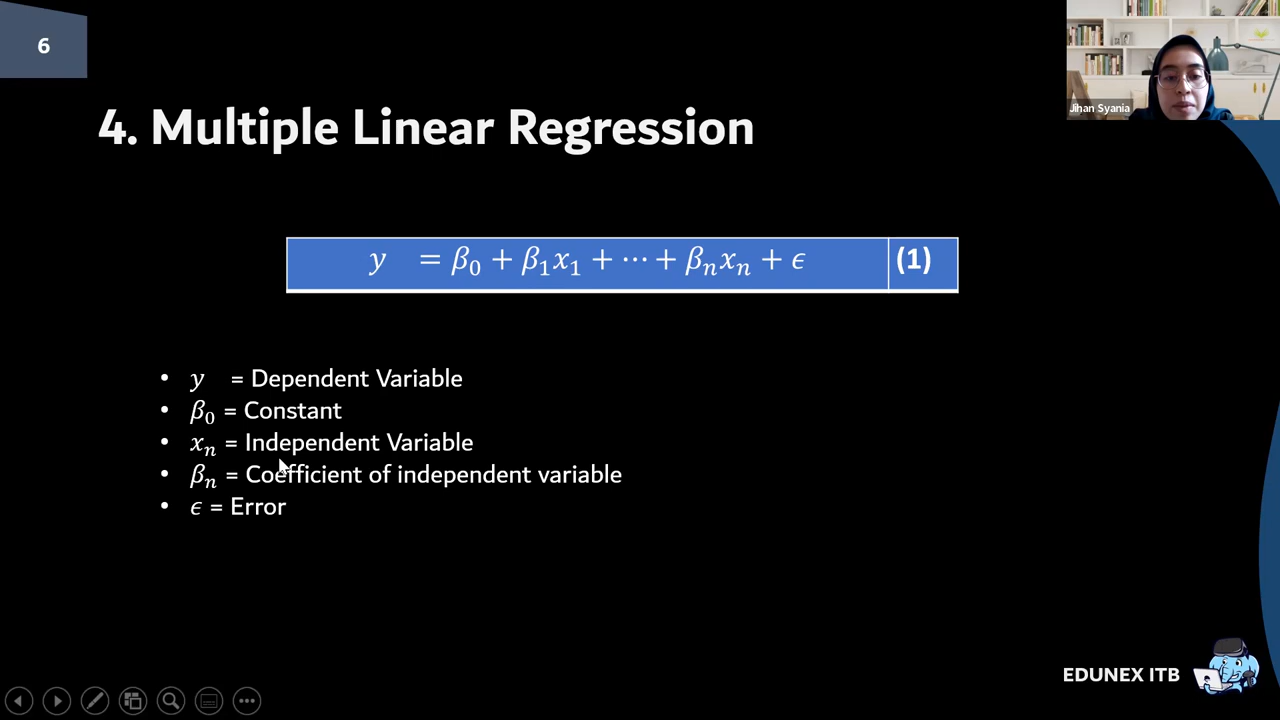 6
Jihan Syania
4. Multiple Linear Regression
y = β₀ + β₁x₁ + ⋯ + βₙxₙ + ϵ (1)
• y = Dependent Variable
• β₀ = Constant
• xₙ = Independent Variable
• βₙ = Coefficient of independent variable
• ϵ = Error
EDUNEX ITB